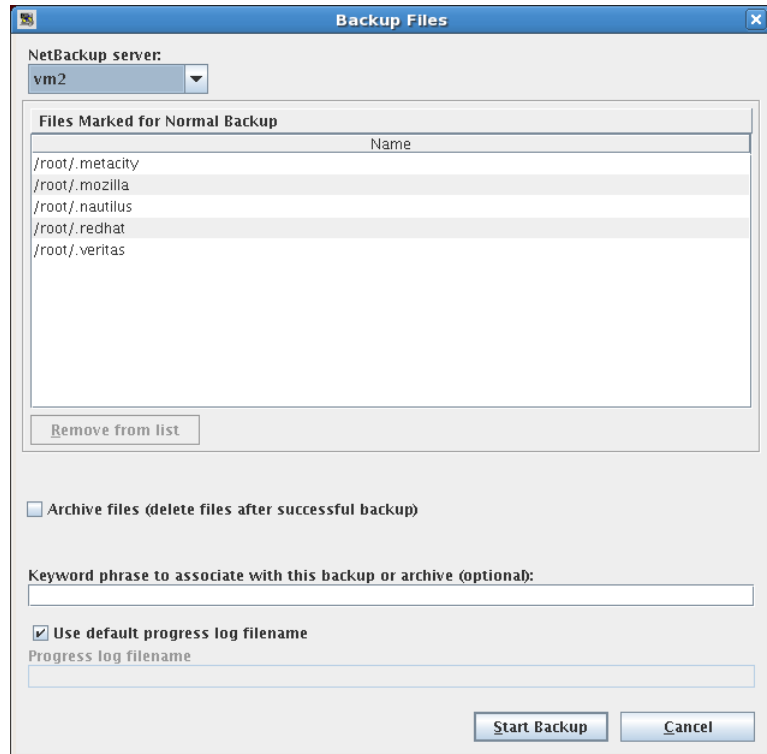 Backup Files
NetBackup server:
vm2
Files Marked for Normal Backup
Name
/root/.metacity
/root/.mozilla
/root/.nautilus
/root/.redhat
/root/.veritas
Remove from list
Archive files (delete files after successful backup)
Keyword phrase to associate with this backup or archive (optional):
Use default progress log filename
Progress log filename
Start Backup Cancel